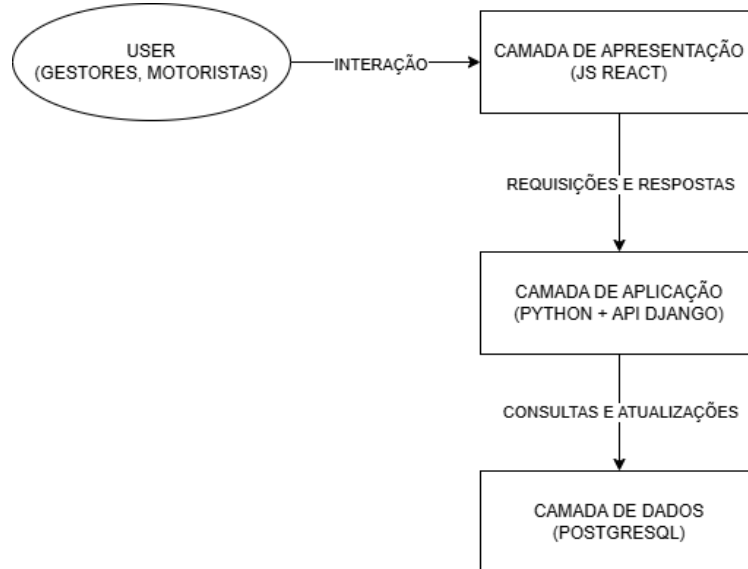 USER
(GESTORES, MOTORISTAS)
INTERAÇÃO
CAMADA DE APRESENTAÇÃO
(JS REACT)
REQUISIÇÕES E RESPOSTAS
CAMADA DE APLICAÇÃO
(PYTHON + API DJANGO)
CONSULTAS E ATUALIZAÇÕES
CAMADA DE DADOS
(POSTGRESQL)